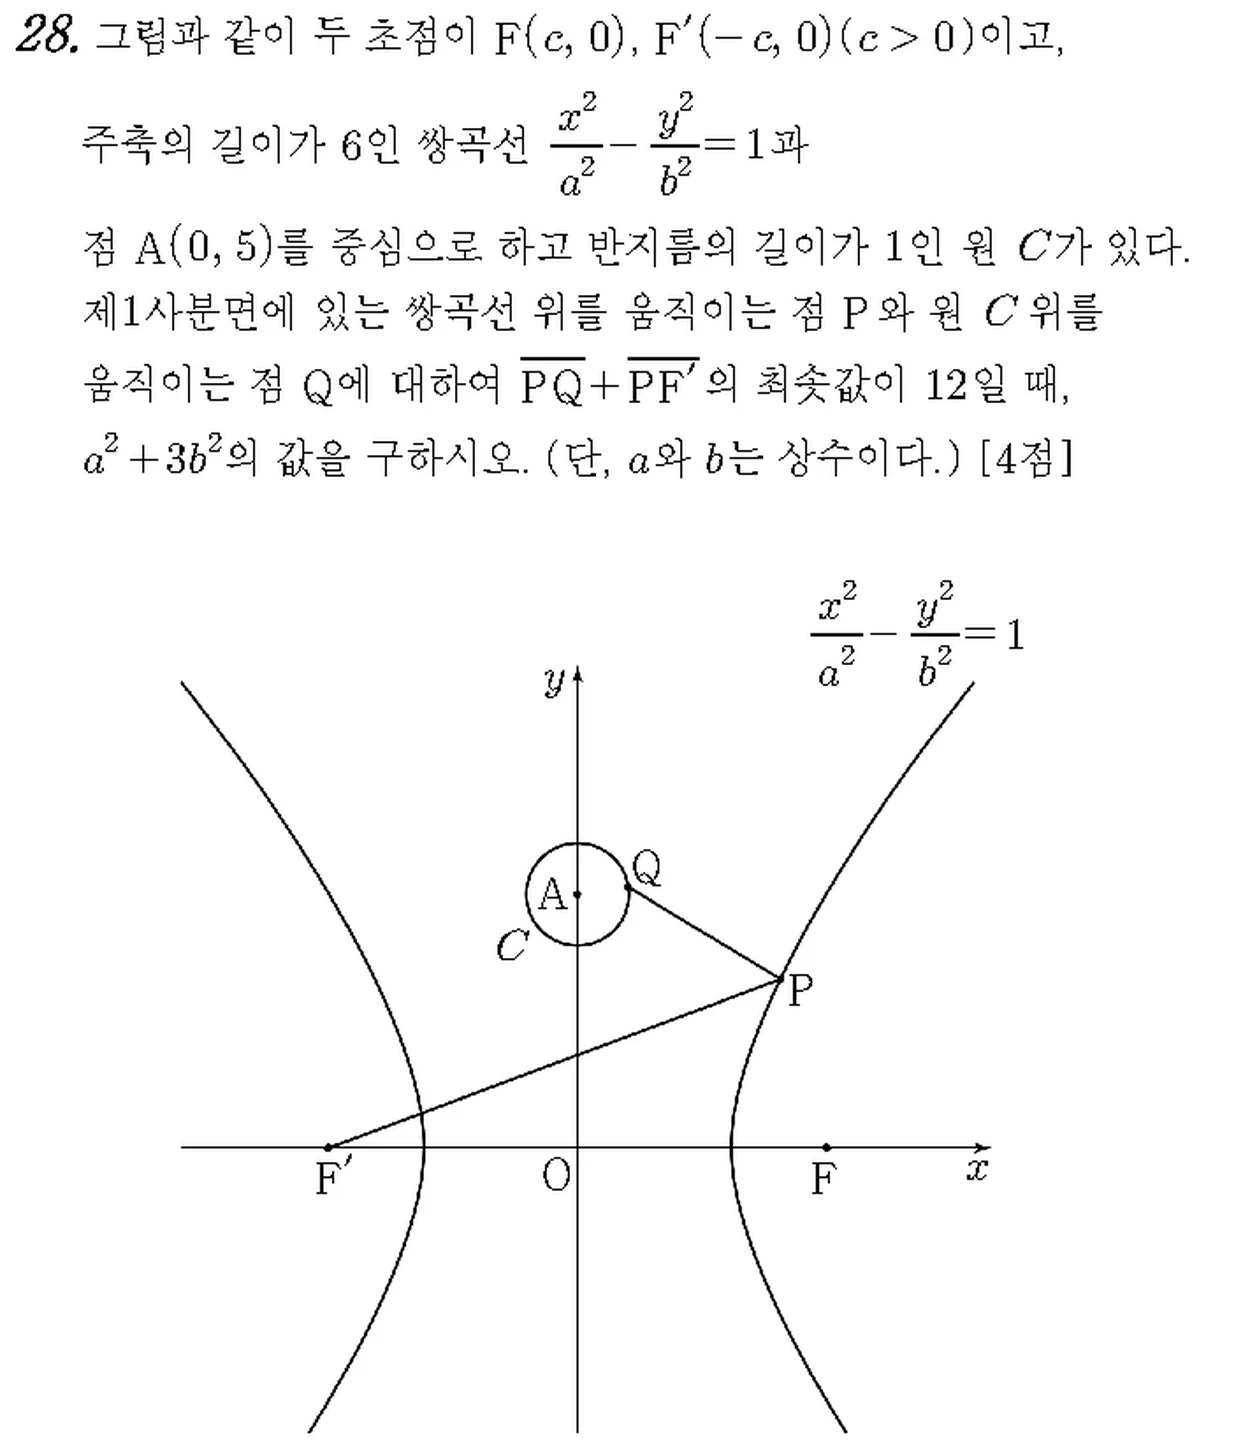 28. 그림과 같이 두 초점이 F(c, 0), F′(−c, 0)(c > 0)이고,
주축의 길이가 6인 쌍곡선 x²/a² − y²/b² = 1과
점 A(0, 5)를 중심으로 하고 반지름의 길이가 1인 원 C가 있다.
제1사분면에 있는 쌍곡선 위를 움직이는 점 P와 원 C 위를
움직이는 점 Q에 대하여 P̅Q̅ + P̅F̅′̅의 최솟값이 12일 때,
a² + 3b²의 값을 구하시오. (단, a와 b는 상수이다.) [4점]
x²/a² − y²/b² = 1
y
Q
A
C
P
F′
O
F
x